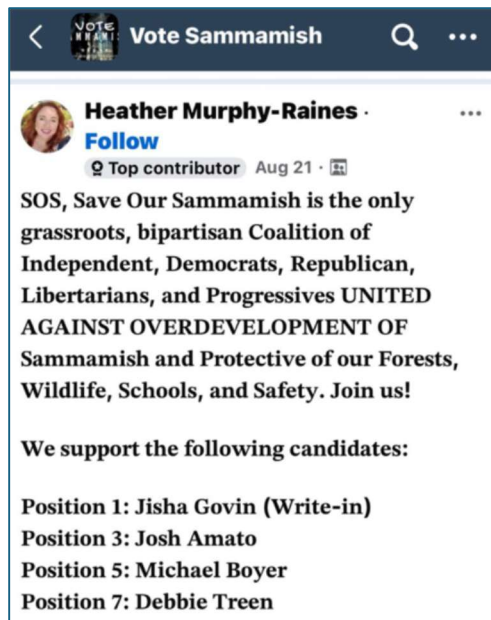 VOTE
Vote Sammamish
Heather Murphy-Raines ·
Follow
Top contributor Aug 21 ·
SOS, Save Our Sammamish is the only
grassroots, bipartisan Coalition of
Independent, Democrats, Republican,
Libertarians, and Progressives UNITED
AGAINST OVERDEVELOPMENT OF
Sammamish and Protective of our Forests,
Wildlife, Schools, and Safety. Join us!
We support the following candidates:
Position 1: Jisha Govin (Write-in)
Position 3: Josh Amato
Position 5: Michael Boyer
Position 7: Debbie Treen